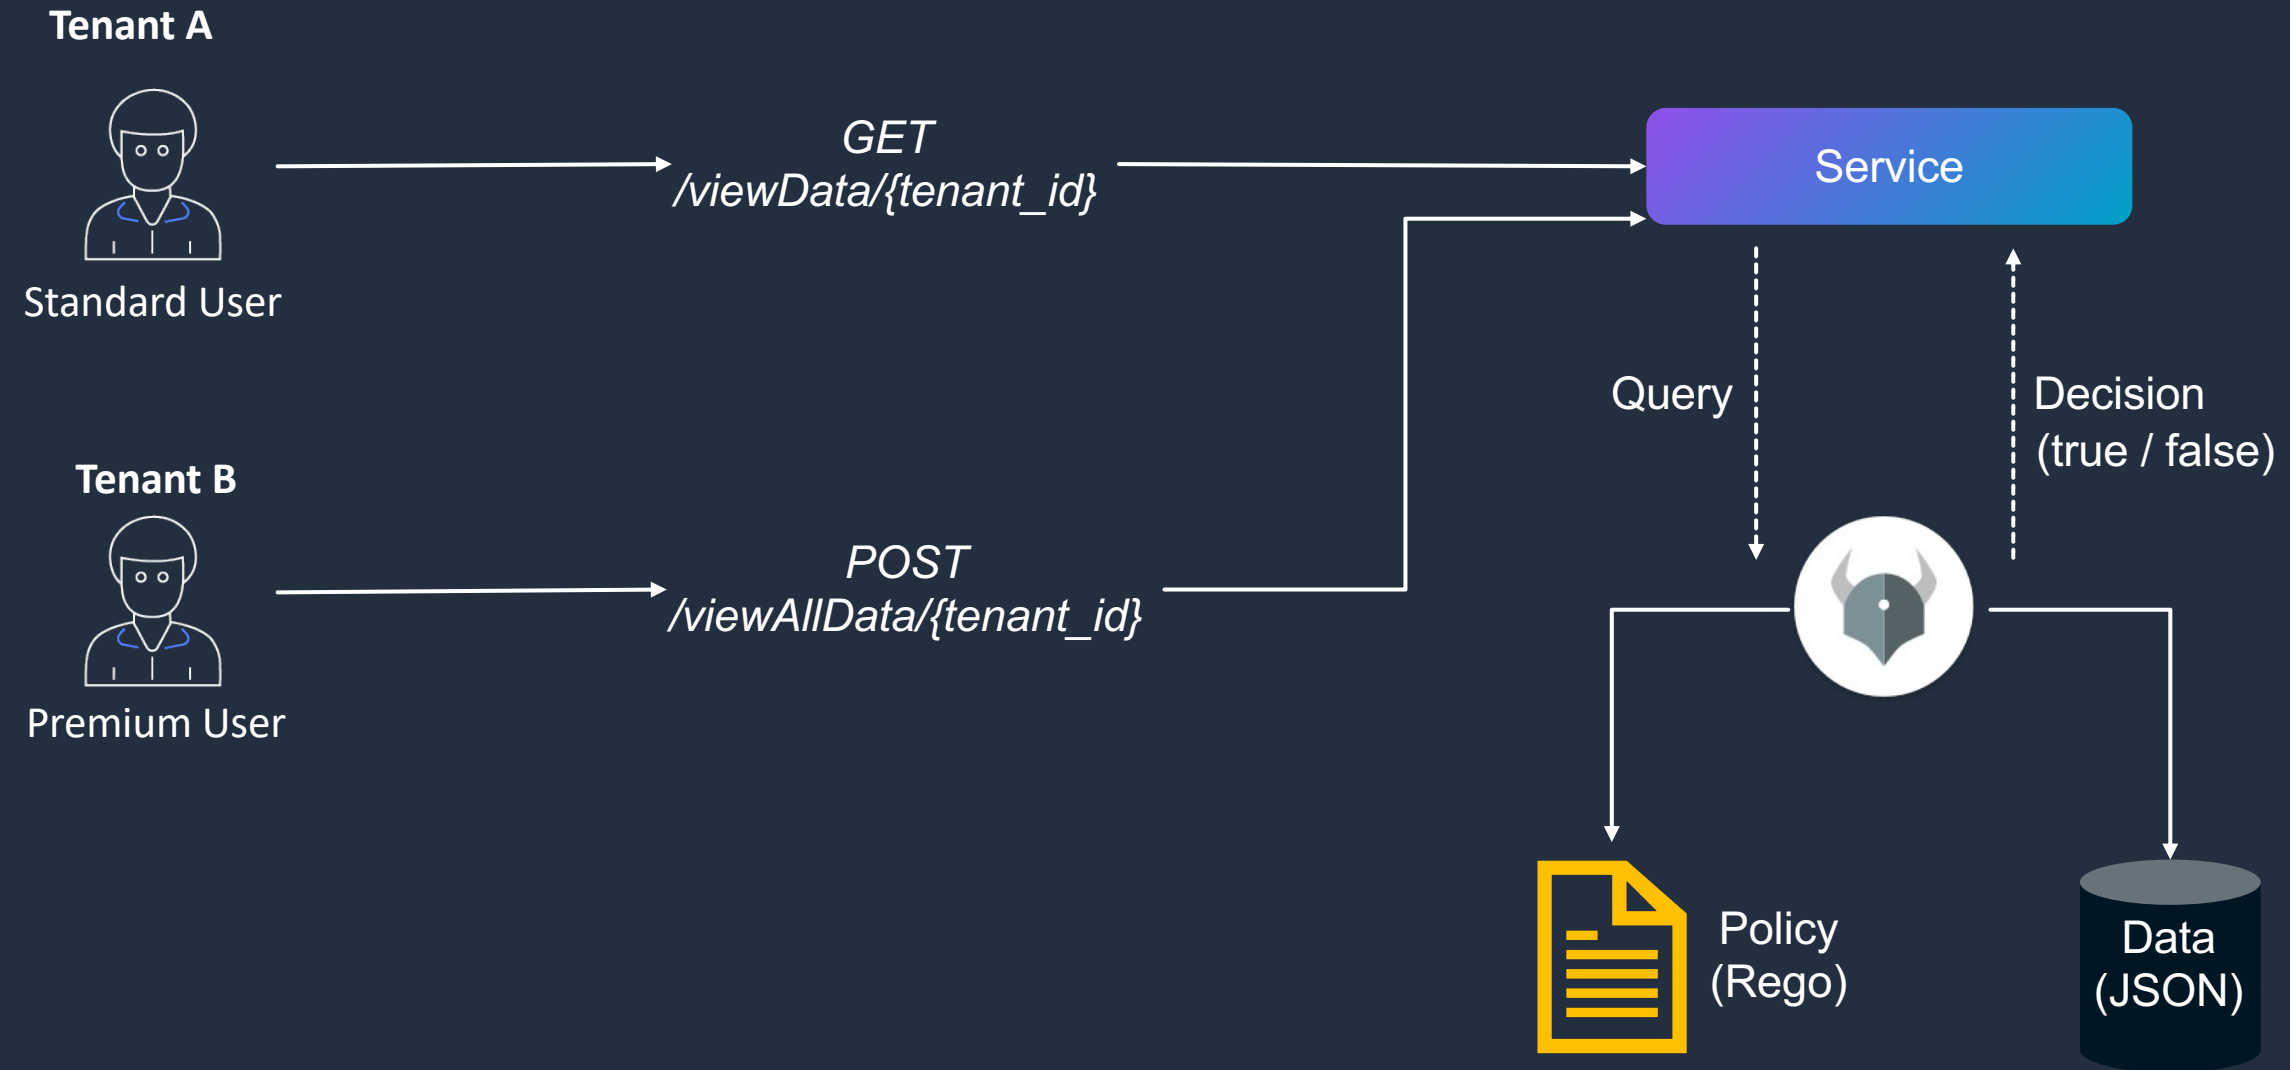 Tenant A
Standard User
GET
/viewData/{tenant_id}
Service
Query
Decision
(true / false)
Tenant B
Premium User
POST
/viewAllData/{tenant_id}
Policy
(Rego)
Data
(JSON)